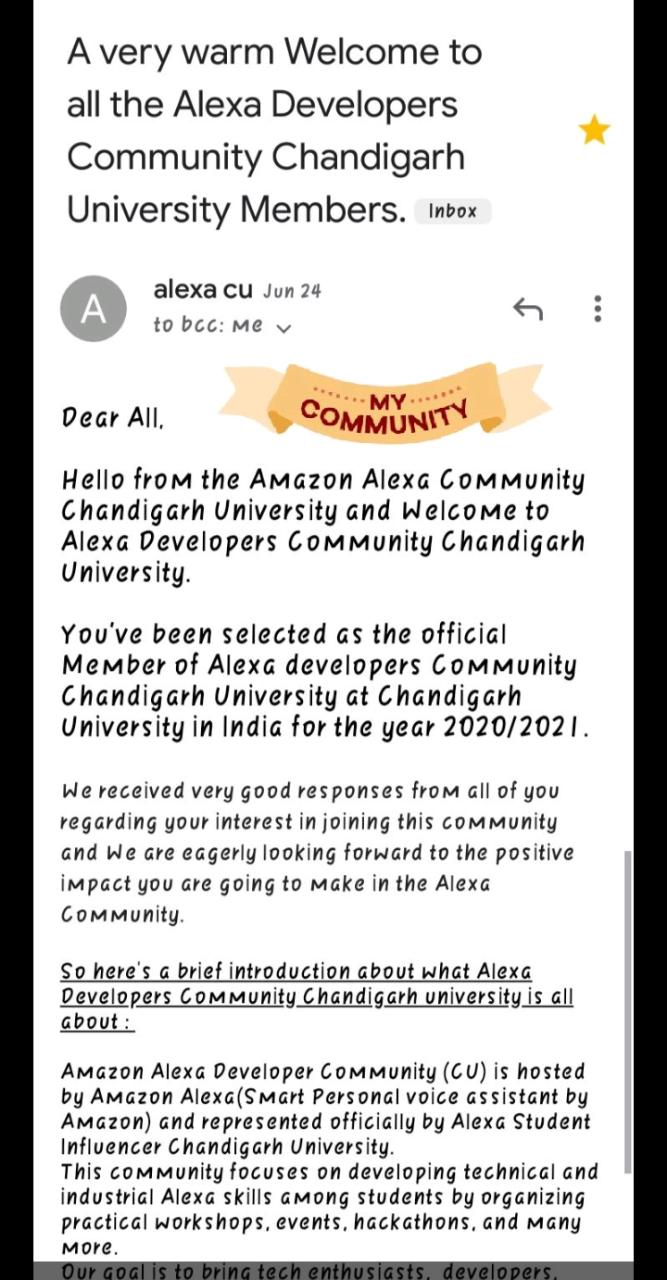 A very warm Welcome to
all the Alexa Developers
Community Chandigarh
University Members. Inbox
A
alexa cu Jun 24
to bcc: me
MY
COMMUNITY
Dear All,
Hello from the Amazon Alexa Community
Chandigarh University and Welcome to
Alexa Developers Community Chandigarh
University.
You've been selected as the official
Member of Alexa developers Community
Chandigarh University at Chandigarh
University in India for the year 2020/2021.
We received very good responses from all of you
regarding your interest in joining this community
and We are eagerly looking forward to the positive
impact you are going to make in the Alexa
Community.
So here's a brief introduction about what Alexa
Developers Community Chandigarh university is all
about :
Amazon Alexa Developer Community (CU) is hosted
by Amazon Alexa(Smart Personal voice assistant by
Amazon) and represented officially by Alexa Student
Influencer Chandigarh University.
This community focuses on developing technical and
industrial Alexa skills among students by organizing
practical workshops, events, hackathons, and many
more.
Our goal is to bring tech enthusiasts, developers,